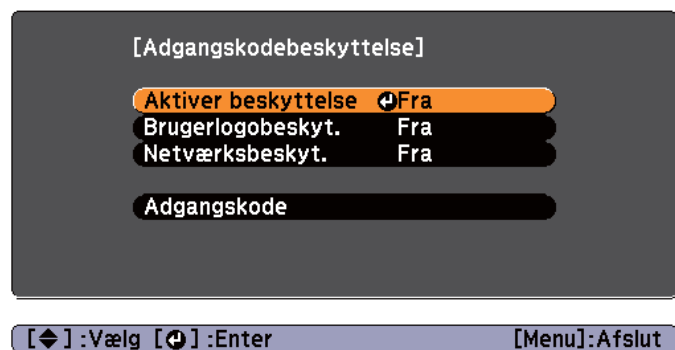 [Adgangskodebeskyttelse]
Aktiver beskyttelse Fra
Brugerlogobeskyt. Fra
Netværksbeskyt. Fra
Adgangskode
[◆] :Vælg [⏎] :Enter [Menu]:Afslut